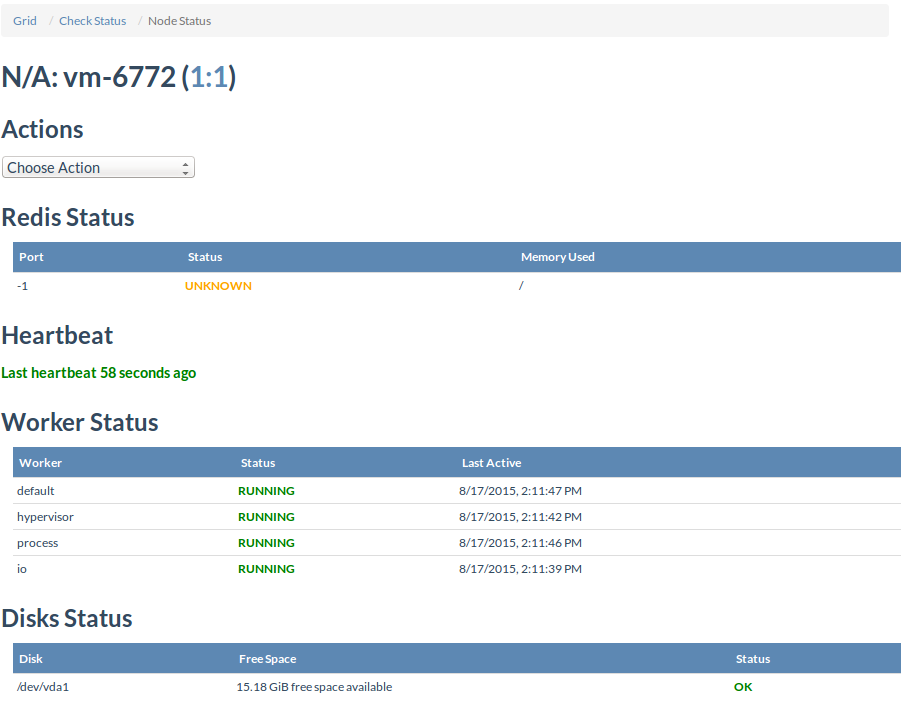 Grid / Check Status / Node Status
N/A: vm-6772 (1:1)
Actions
Choose Action
Redis Status
Port Status Memory Used
-1 UNKNOWN /
Heartbeat
Last heartbeat 58 seconds ago
Worker Status
Worker Status Last Active
default RUNNING 8/17/2015, 2:11:47 PM
hypervisor RUNNING 8/17/2015, 2:11:42 PM
process RUNNING 8/17/2015, 2:11:46 PM
io RUNNING 8/17/2015, 2:11:39 PM
Disks Status
Disk Free Space Status
/dev/vda1 15.18 GiB free space available OK